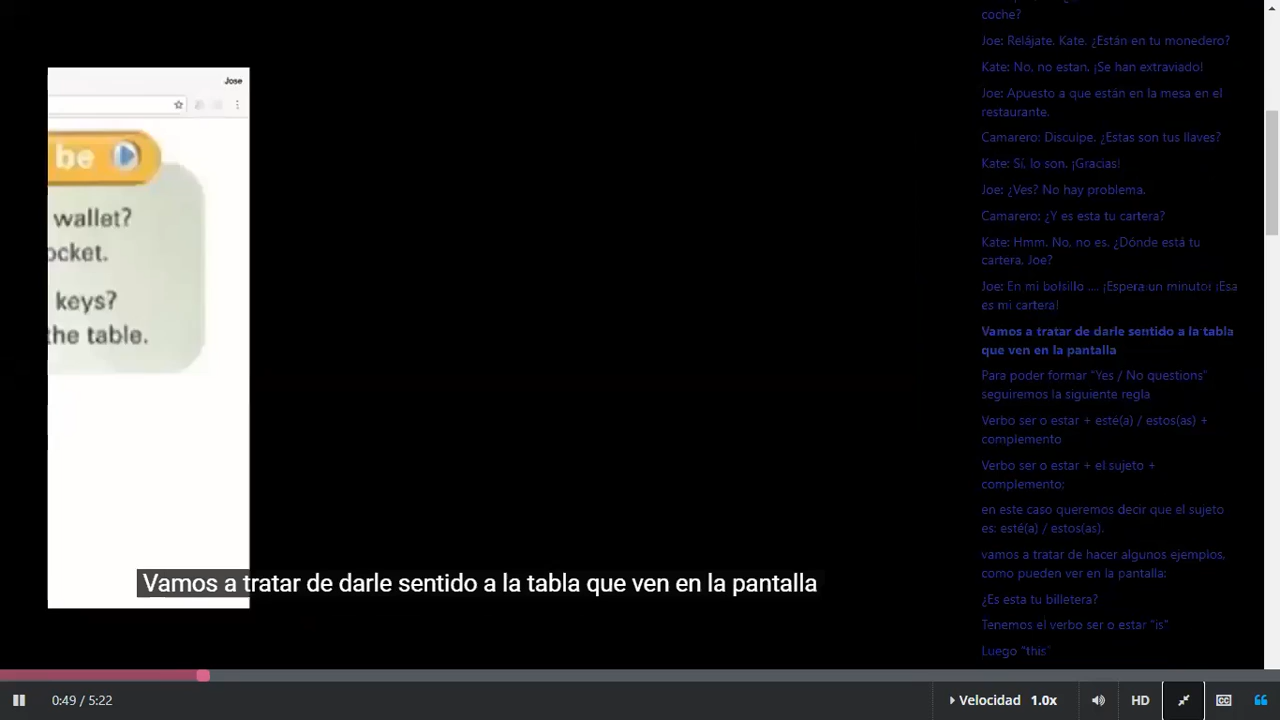 Jose
be
wallet?
ocket.
keys?
the table.
Vamos a tratar de darle sentido a la tabla que ven en la pantalla
coche?
Joe: Relájate. Kate. ¿Están en tu monedero?
Kate: No, no estan. ¡Se han extraviado!
Joe: Apuesto a que están en la mesa en el
restaurante.
Camarero: Disculpe. ¿Estas son tus llaves?
Kate: Sí, lo son. ¡Gracias!
Joe: ¿Ves? No hay problema.
Camarero: ¿Y es esta tu cartera?
Kate: Hmm. No, no es. ¿Dónde está tu
cartera, Joe?
Joe: En mi bolsillo .... ¡Espera un minuto! ¡Esa
es mi cartera!
Vamos a tratar de darle sentido a la tabla
que ven en la pantalla
Para poder formar "Yes / No questions"
seguiremos la siguiente regla
Verbo ser o estar + este(a) / estos(as) +
complemento
Verbo ser o estar + el sujeto +
complemento;
en este caso queremos decir que el sujeto
es: esté(a) / estos(as).
vamos a tratar de hacer algunos ejemplos,
como pueden ver en la pantalla:
¿Es esta tu billetera?
Tenemos el verbo ser o estar "is"
Luego "this"
0:49 / 5:22
Velocidad 1.0x
HD
CC